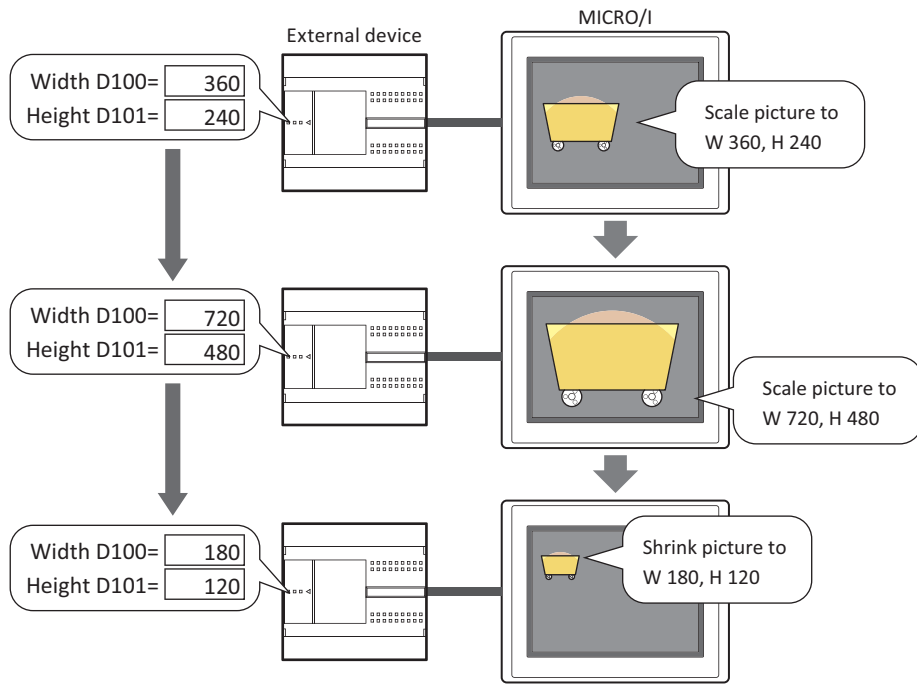 MICRO/I
External device
Width D100= 360
Height D101= 240
Scale picture to
W 360, H 240
Width D100= 720
Height D101= 480
Scale picture to
W 720, H 480
Width D100= 180
Height D101= 120
Shrink picture to
W 180, H 120